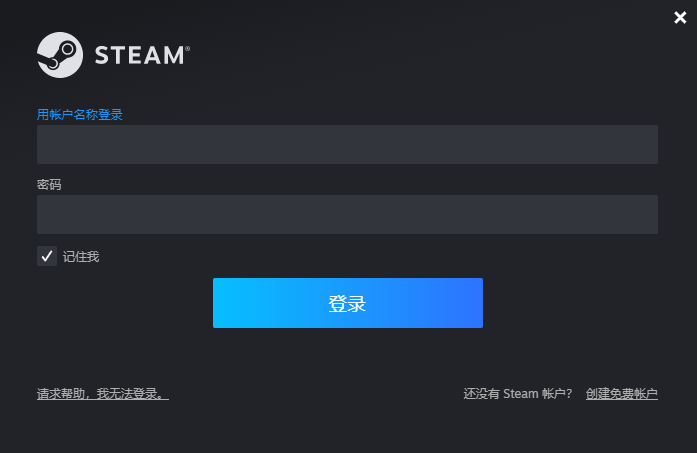 STEAM®
用帐户名称登录
密码
记住我
登录
请求帮助，我无法登录。
还没有 Steam 帐户？ 创建免费帐户